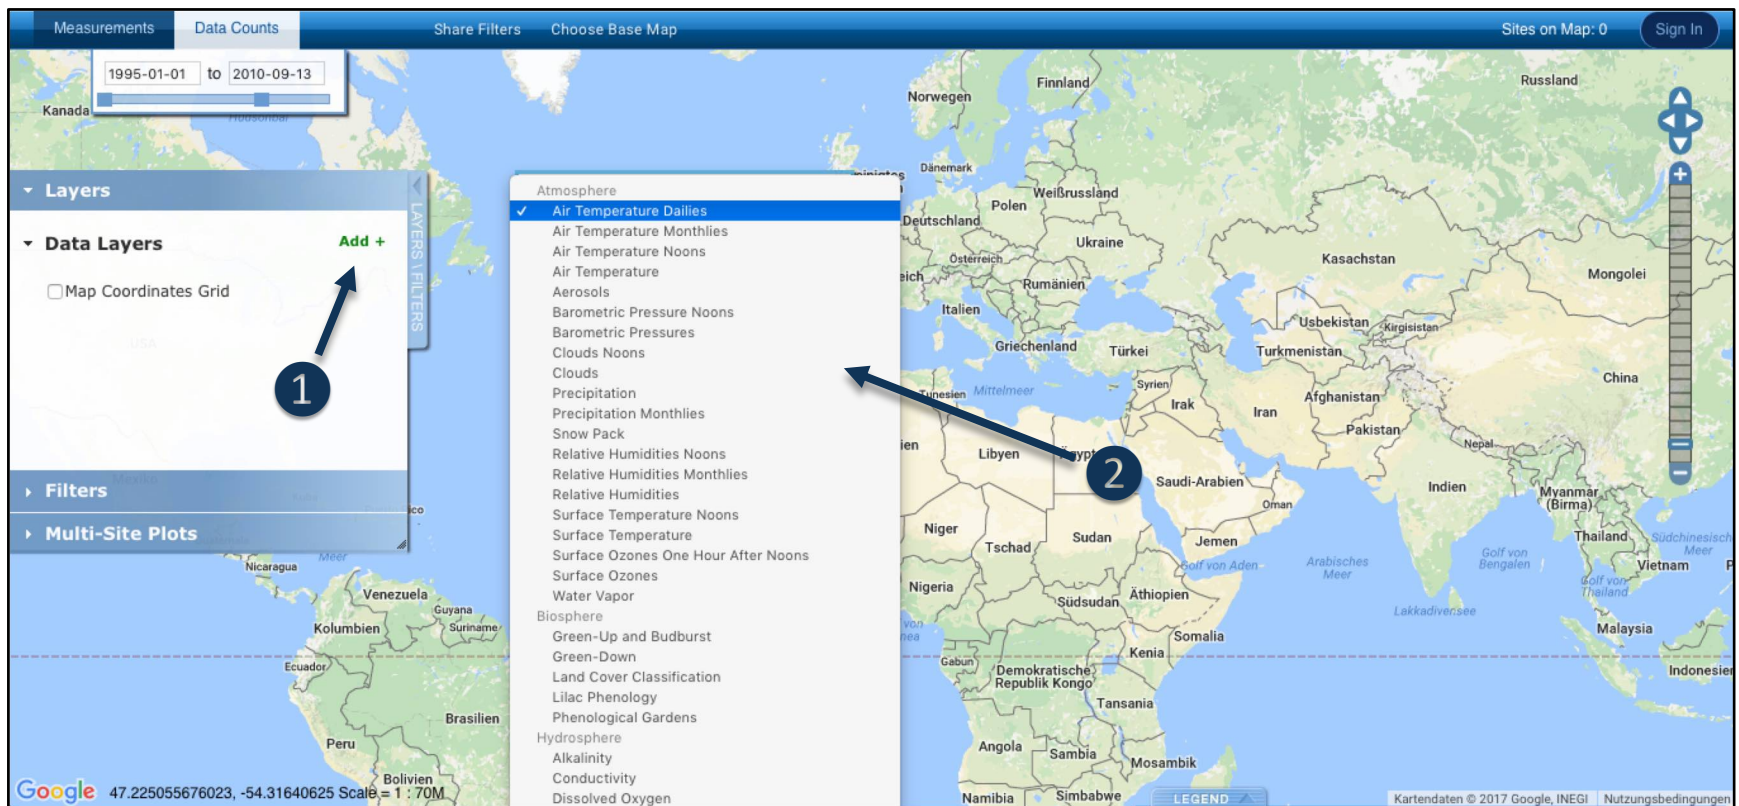 Measurements
Data Counts
Share Filters
Choose Base Map
Sites on Map: 0
Sign In
1995-01-01 to 2010-09-13
Layers
Data Layers
Add +
Map Coordinates Grid
LAYERS \ FILTERS
Filters
Multi-Site Plots
1
2
Atmosphere
✓ Air Temperature Dailies
Air Temperature Monthlies
Air Temperature Noons
Air Temperature
Aerosols
Barometric Pressure Noons
Barometric Pressures
Clouds Noons
Clouds
Precipitation
Precipitation Monthlies
Snow Pack
Relative Humidities Noons
Relative Humidities Monthlies
Relative Humidities
Surface Temperature Noons
Surface Temperature
Surface Ozones One Hour After Noons
Surface Ozones
Water Vapor
Biosphere
Green-Up and Budburst
Green-Down
Land Cover Classification
Lilac Phenology
Phenological Gardens
Hydrosphere
Alkalinity
Conductivity
Dissolved Oxygen
Kanada
USA
Mexiko
Nicaragua
Venezuela
Guyana
Suriname
Kolumbien
Ecuador
Brasilien
Peru
Bolivien
Norwegen
Finnland
Russland
Dänemark
Weißrussland
Polen
Deutschland
Ukraine
Österreich
Rumänien
Italien
Griechenland
Türkei
Kasachstan
Mongolei
Usbekistan
Kirgisistan
Turkmenistan
China
Tunesien
Mittelmeer
Syrien
Irak
Iran
Afghanistan
Pakistan
Nepal
Libyen
Saudi-Arabien
Oman
Indien
Myanmar
(Birma)
Niger
Tschad
Sudan
Jemen
Golf von Aden
Arabisches
Meer
Golf von
Bengalen
Thailand
Südchinesisch
Meer
Vietnam
Golf von
Thailand
Nigeria
Südsudan
Äthiopien
Lakkadivensee
Somalia
Malaysia
Gabun
Kenia
Demokratische
Republik Kongo
Indonesien
Tansania
Angola
Sambia
Mosambik
Namibia
Simbabwe
LEGEND
Google
47.225055676023, -54.31640625 Scale = 1 : 70M
Kartendaten © 2017 Google, INEGI
Nutzungsbedingungen